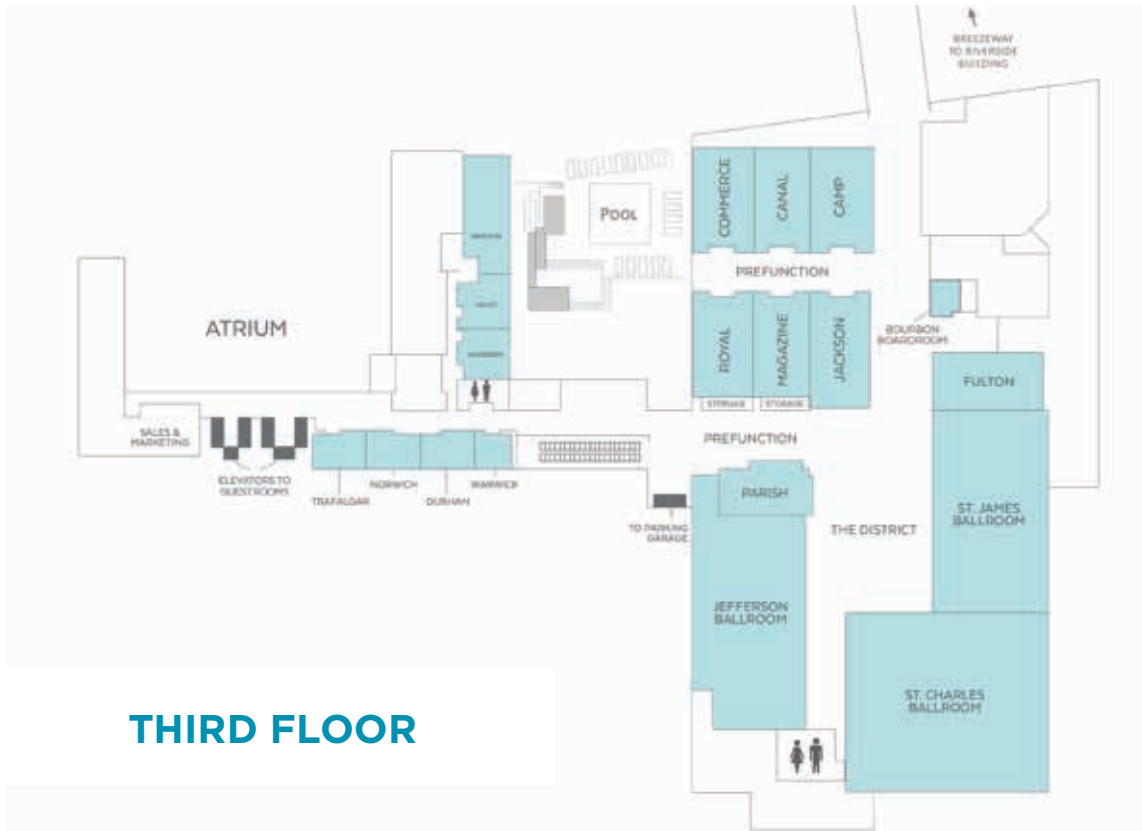 BREEZEWAY
TO RIVERSIDE
BUILDING
COMMERCE
CANAL
CAMP
POOL
PREFUNCTION
ATRIUM
ROYAL
MAGAZINE
JACKSON
BOURBON
BOARDROOM
FULTON
STORAGE
STORAGE
SALES &
MARKETING
PREFUNCTION
ELEVATORS TO
GUESTROOMS
TRAFALGAR
NORWICH
DURHAM
WARWICK
PARISH
TO PARKING
GARAGE
THE DISTRICT
ST. JAMES
BALLROOM
JEFFERSON
BALLROOM
ST. CHARLES
BALLROOM
THIRD FLOOR